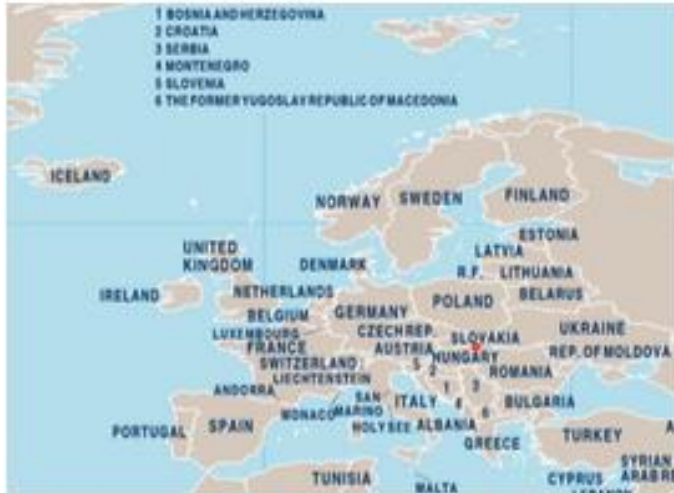 1 BOSNIA AND HERZEGOVINA
2 CROATIA
3 SERBIA
4 MONTENEGRO
5 SLOVENIA
6 THE FORMER YUGOSLAV REPUBLIC OF MACEDONIA
ICELAND
NORWAY SWEDEN FINLAND
ESTONIA
UNITED
KINGDOM
LATVIA
DENMARK
R.F. LITHUANIA
IRELAND
NETHERLANDS
POLAND
BELARUS
BELGIUM
GERMANY
LUXEMBOURG
CZECH REP.
SLOVAKIA
UKRAINE
FRANCE
AUSTRIA
HUNGARY
REP. OF MOLDOVA
SWITZERLAND
5
2
ROMANIA
LIECHTENSTEIN
ANDORRA
1
3
SAN
MARINO
MONACO
ITALY
4
BULGARIA
6
PORTUGAL
SPAIN
HOLY SEE
ALBANIA
TURKEY
A
GREECE
SYRIAN
ARAB RE
TUNISIA
CYPRUS
MALTA